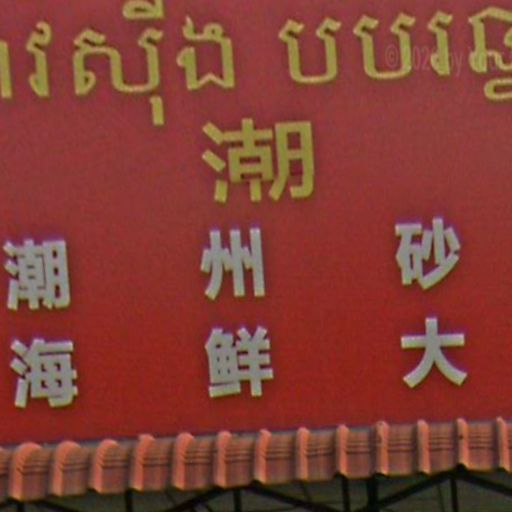 សុីង បបរ
潮
潮 州 砂
海 鲜 大